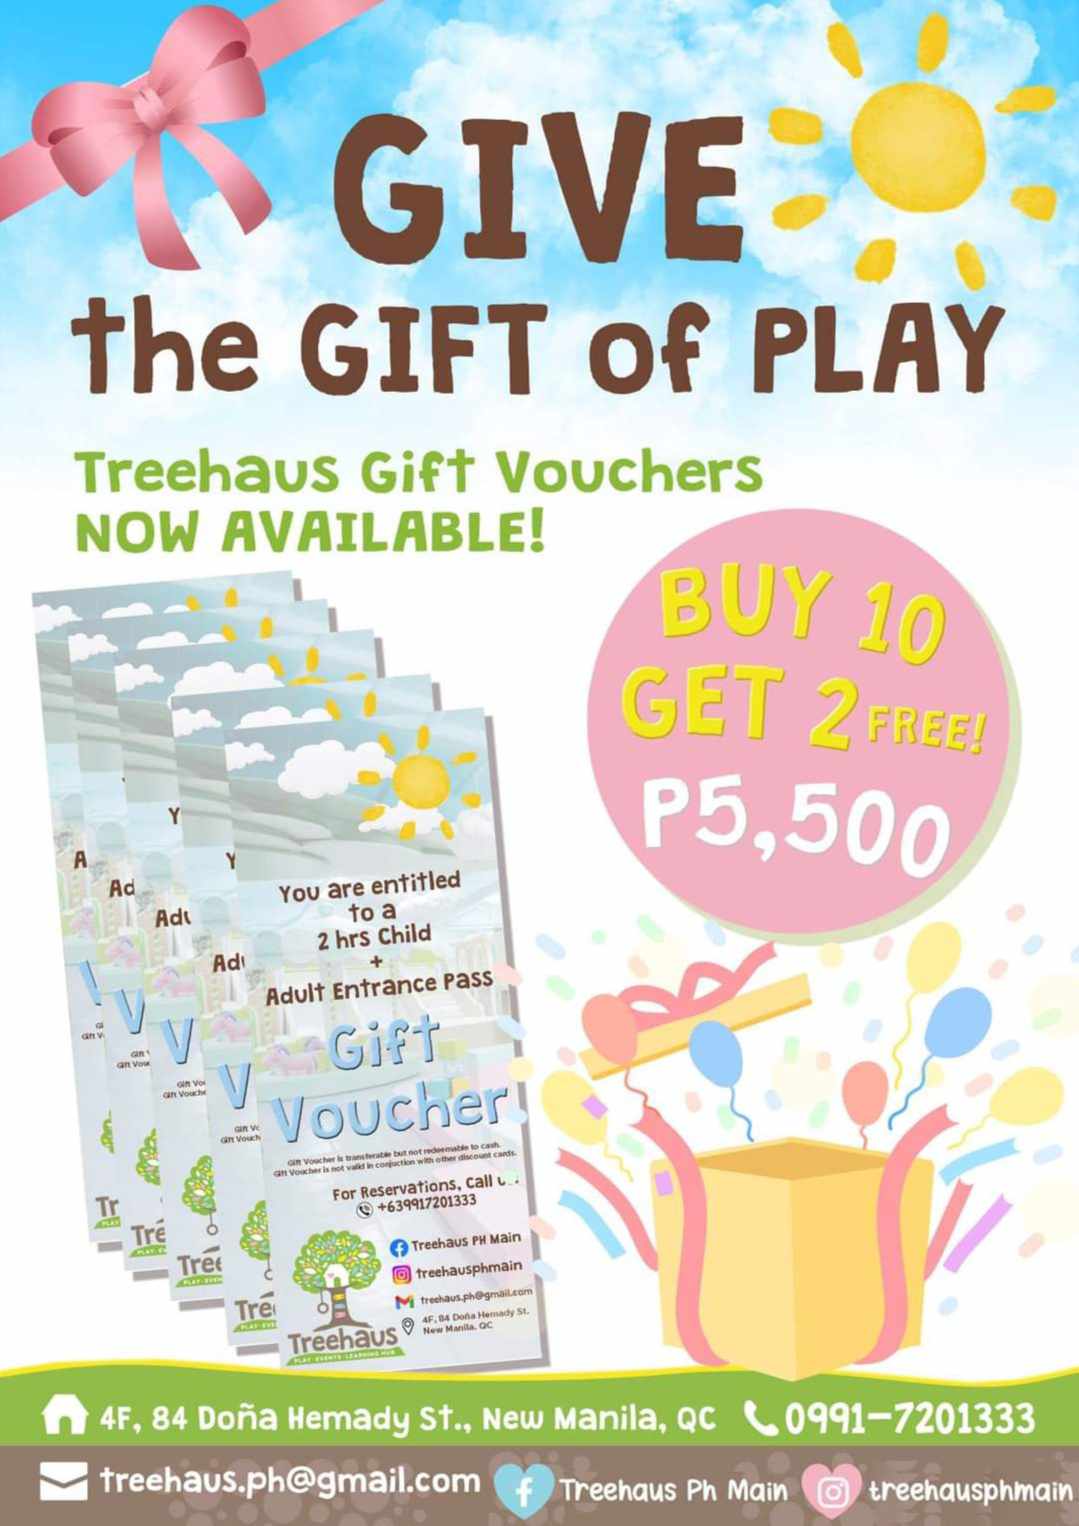 GIVE
the GIFT of PLAY
Treehaus Gift Vouchers
NOW AVAILABLE!
BUY 10
GET 2 FREE!
P5,500
You are entitled
to a
2 hrs Child
+
Adult Entrance Pass
Gift
Voucher
Gift Voucher is transferable but not redeemable to cash.
Gift Voucher is not valid in conjuction with other discount cards.
For Reservations, Call
+639917201333
Treehaus PH Main
treehausphmain
treehaus.ph@gmail.com
4F, 84 Doña Hemady St.
New Manila, QC
Treehaus
PLAY·EVENTS·LEARNING HUB
4F, 84 Doña Hemady St., New Manila, QC 0991-7201333
treehaus.ph@gmail.com Treehaus Ph Main treehausphmain